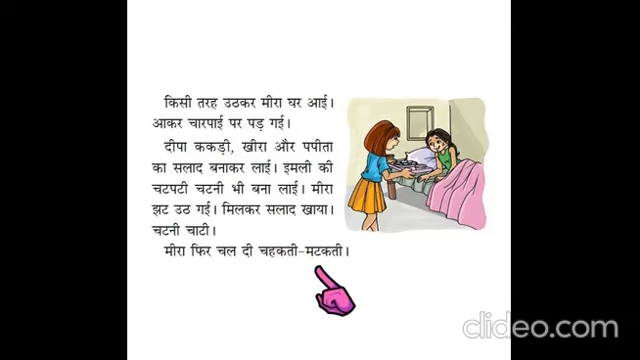 किसी तरह उठकर मीरा घर आई।
आकर चारपाई पर पड़ गई।
दीपा ककड़ी, खीरा और पपीता
का सलाद बनाकर लाई। इमली की
चटपटी चटनी भी बना लाई। मीरा
झट उठ गई। मिलकर सलाद खाया।
चटनी चाटी।
मीरा फिर चल दी चहकती-मटकती।
clideo.com